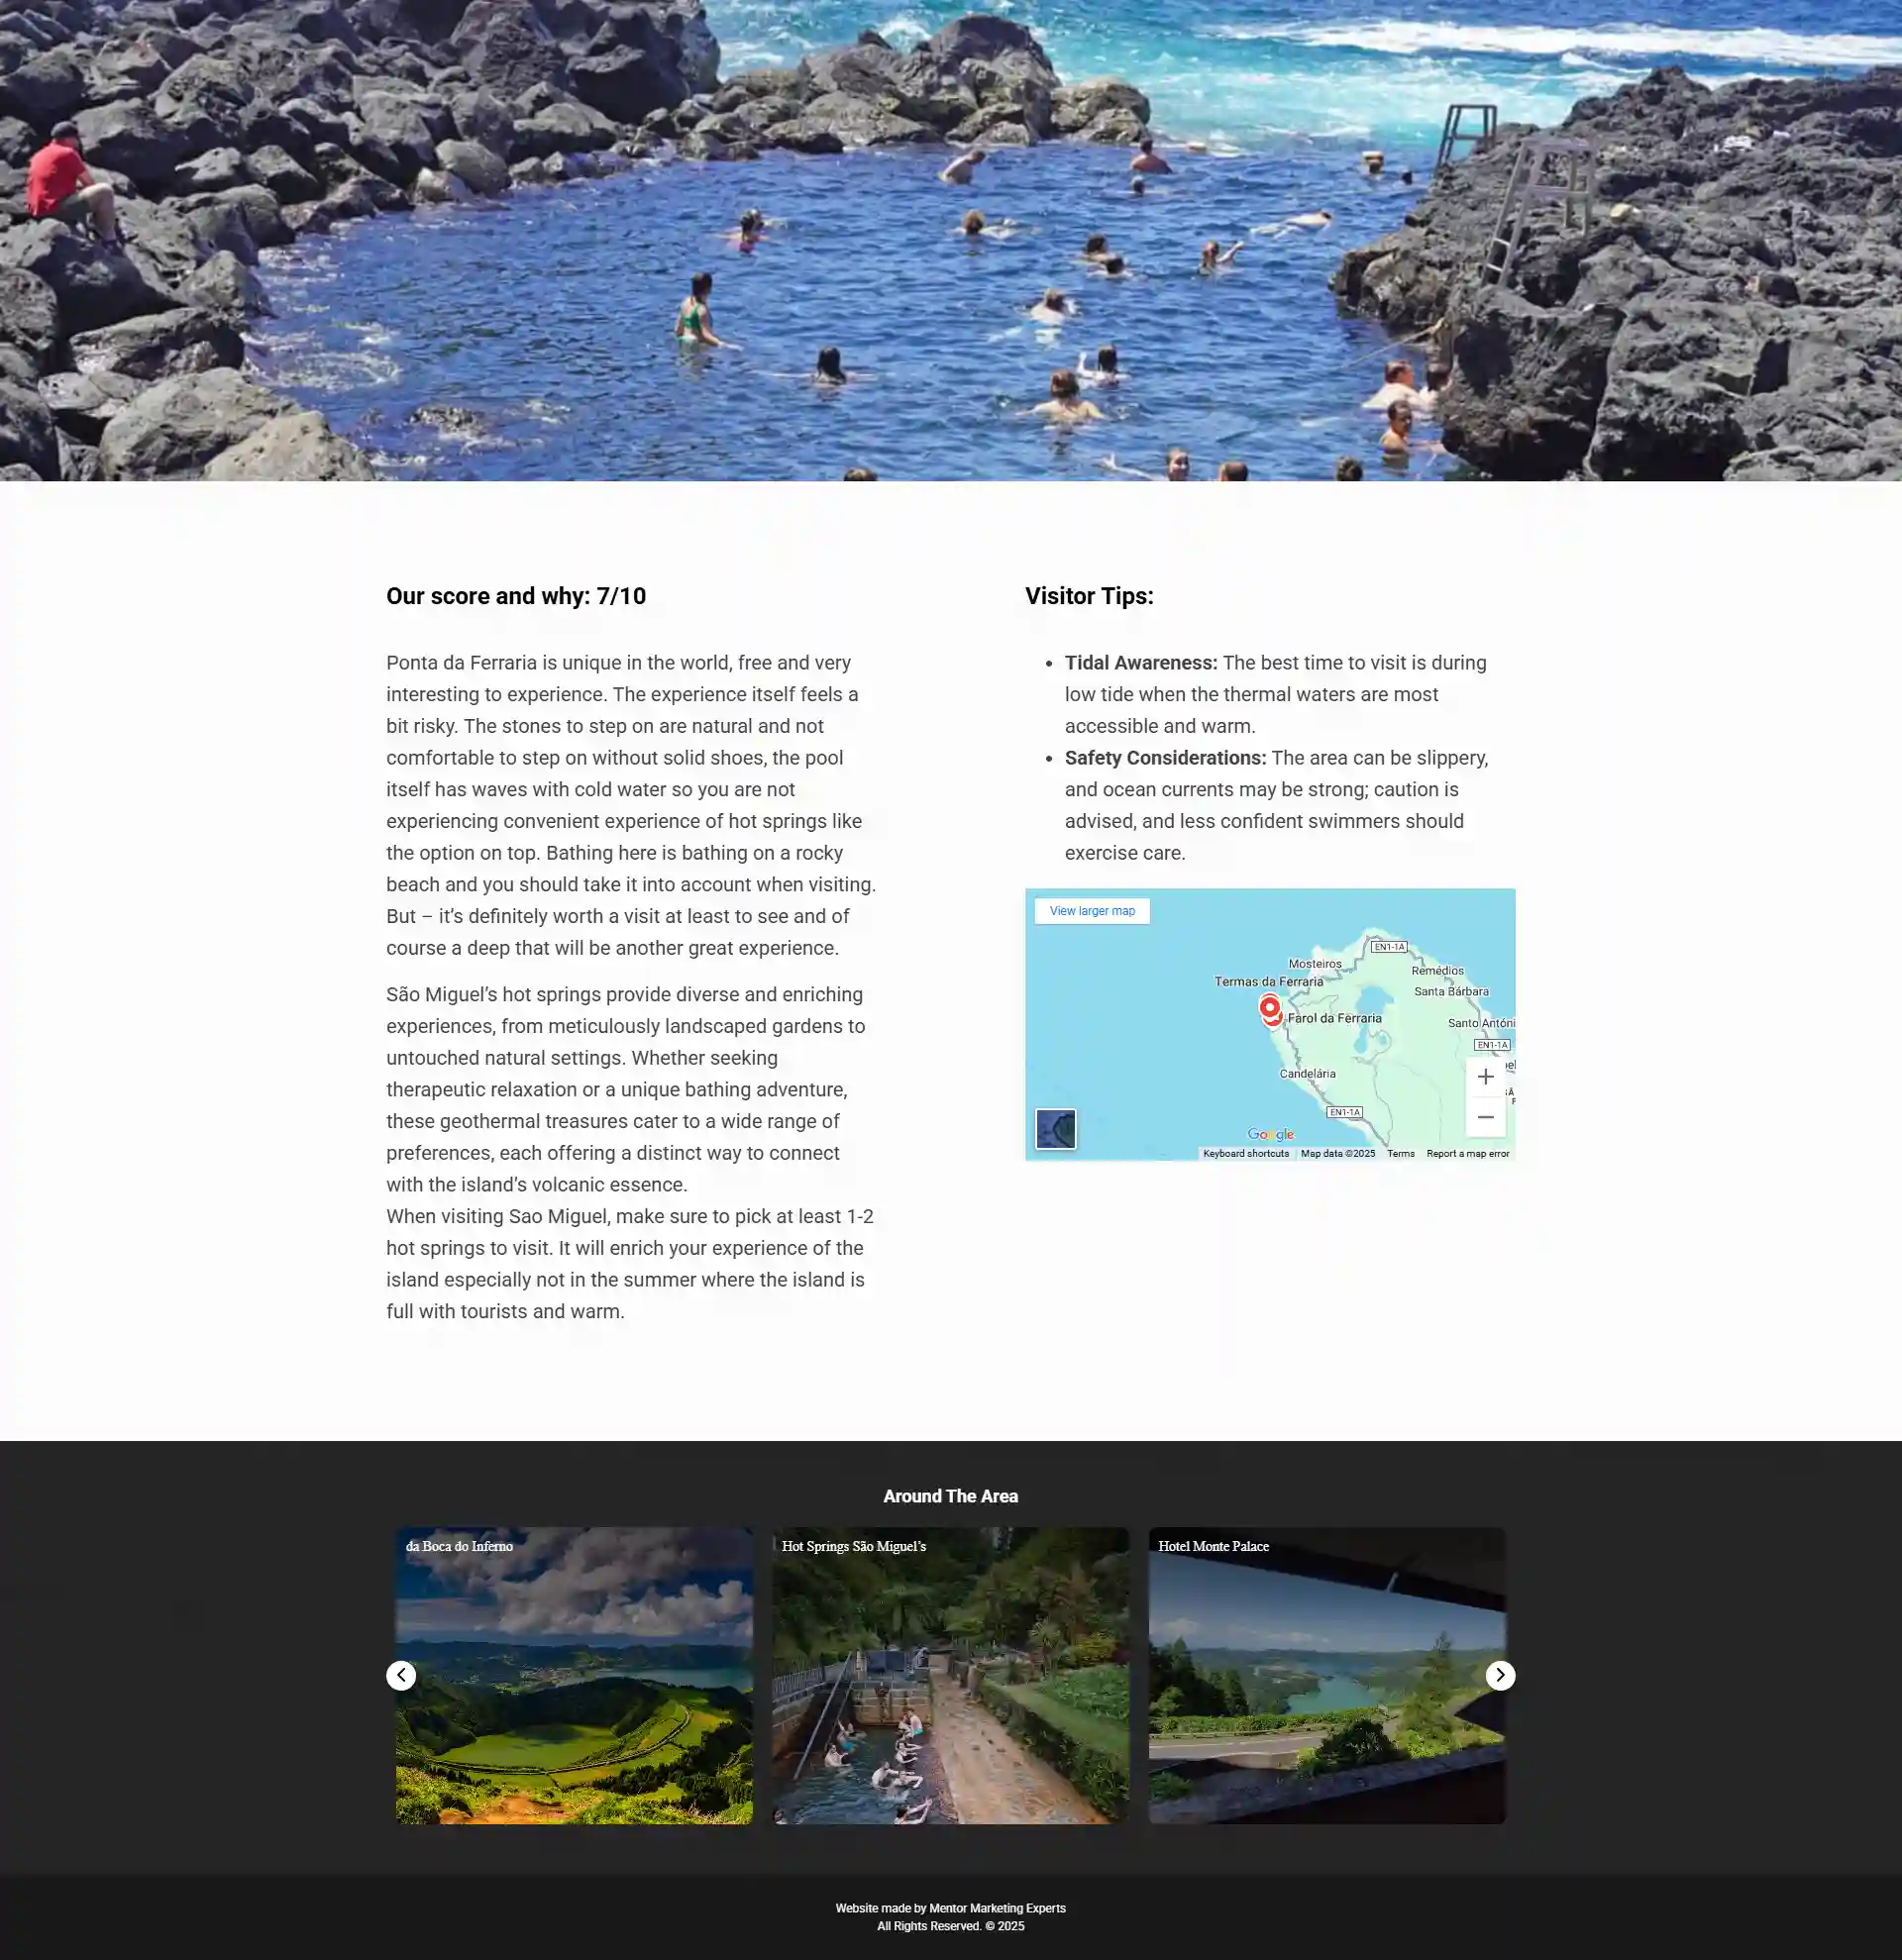 Our score and why: 7/10
Ponta da Ferraria is unique in the world, free and very
interesting to experience. The experience itself feels a
bit risky. The stones to step on are natural and not
comfortable to step on without solid shoes, the pool
itself has waves with cold water so you are not
experiencing convenient experience of hot springs like
the option on top. Bathing here is bathing on a rocky
beach and you should take it into account when visiting.
But – it’s definitely worth a visit at least to see and of
course a deep that will be another great experience.
São Miguel’s hot springs provide diverse and enriching
experiences, from meticulously landscaped gardens to
untouched natural settings. Whether seeking
therapeutic relaxation or a unique bathing adventure,
these geothermal treasures cater to a wide range of
preferences, each offering a distinct way to connect
with the island’s volcanic essence.
When visiting Sao Miguel, make sure to pick at least 1-2
hot springs to visit. It will enrich your experience of the
island especially not in the summer where the island is
full with tourists and warm.
Visitor Tips:
• Tidal Awareness: The best time to visit is during
low tide when the thermal waters are most
accessible and warm.
• Safety Considerations: The area can be slippery,
and ocean currents may be strong; caution is
advised, and less confident swimmers should
exercise care.
View larger map
EN1-1A
Mosteiros
Remédios
Termas da Ferraria
Santa Bárbara
Farol da Ferraria
Santo Antóni
EN1-1A
Candelária
EN1-1A
Google
Keyboard shortcuts
Map data ©2025
Terms
Report a map error
Around The Area
da Boca do Inferno
Hot Springs São Miguel’s
Hotel Monte Palace
Website made by Mentor Marketing Experts
All Rights Reserved. © 2025